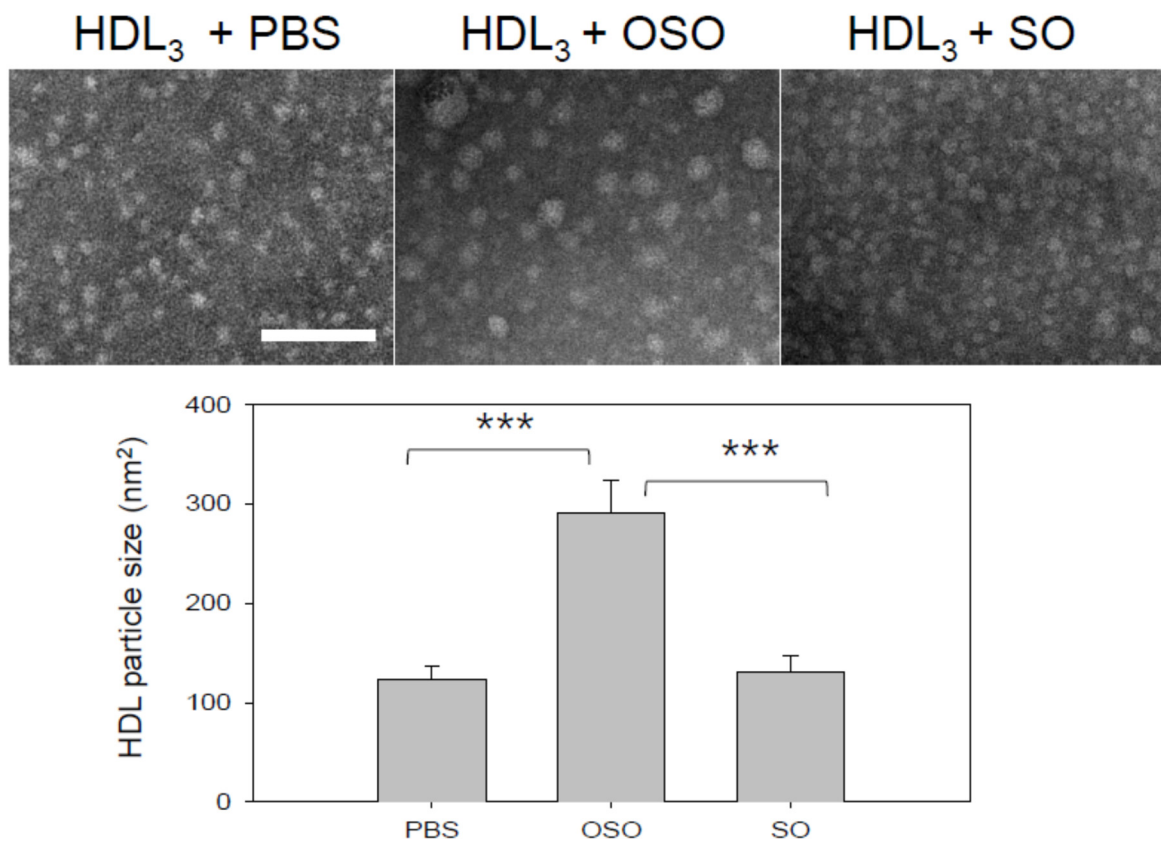 HDL₃ + PBS HDL₃ + OSO HDL₃ + SO
400
*** ***
300
200
100
0
HDL particle size (nm²)
PBS OSO SO